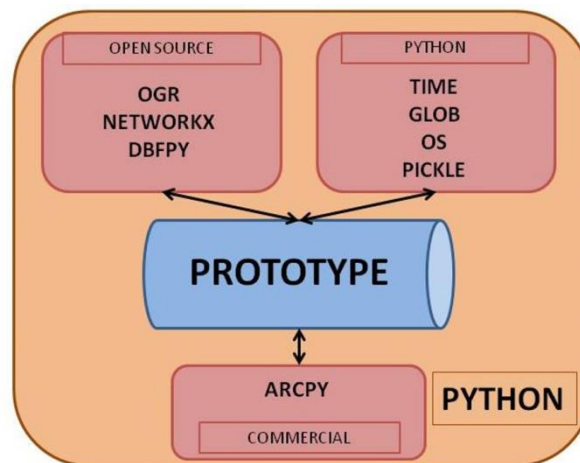 OPEN SOURCE
OGR
NETWORKX
DBFPY
PYTHON
TIME
GLOB
OS
PICKLE
PROTOTYPE
ARCPY
COMMERCIAL
PYTHON